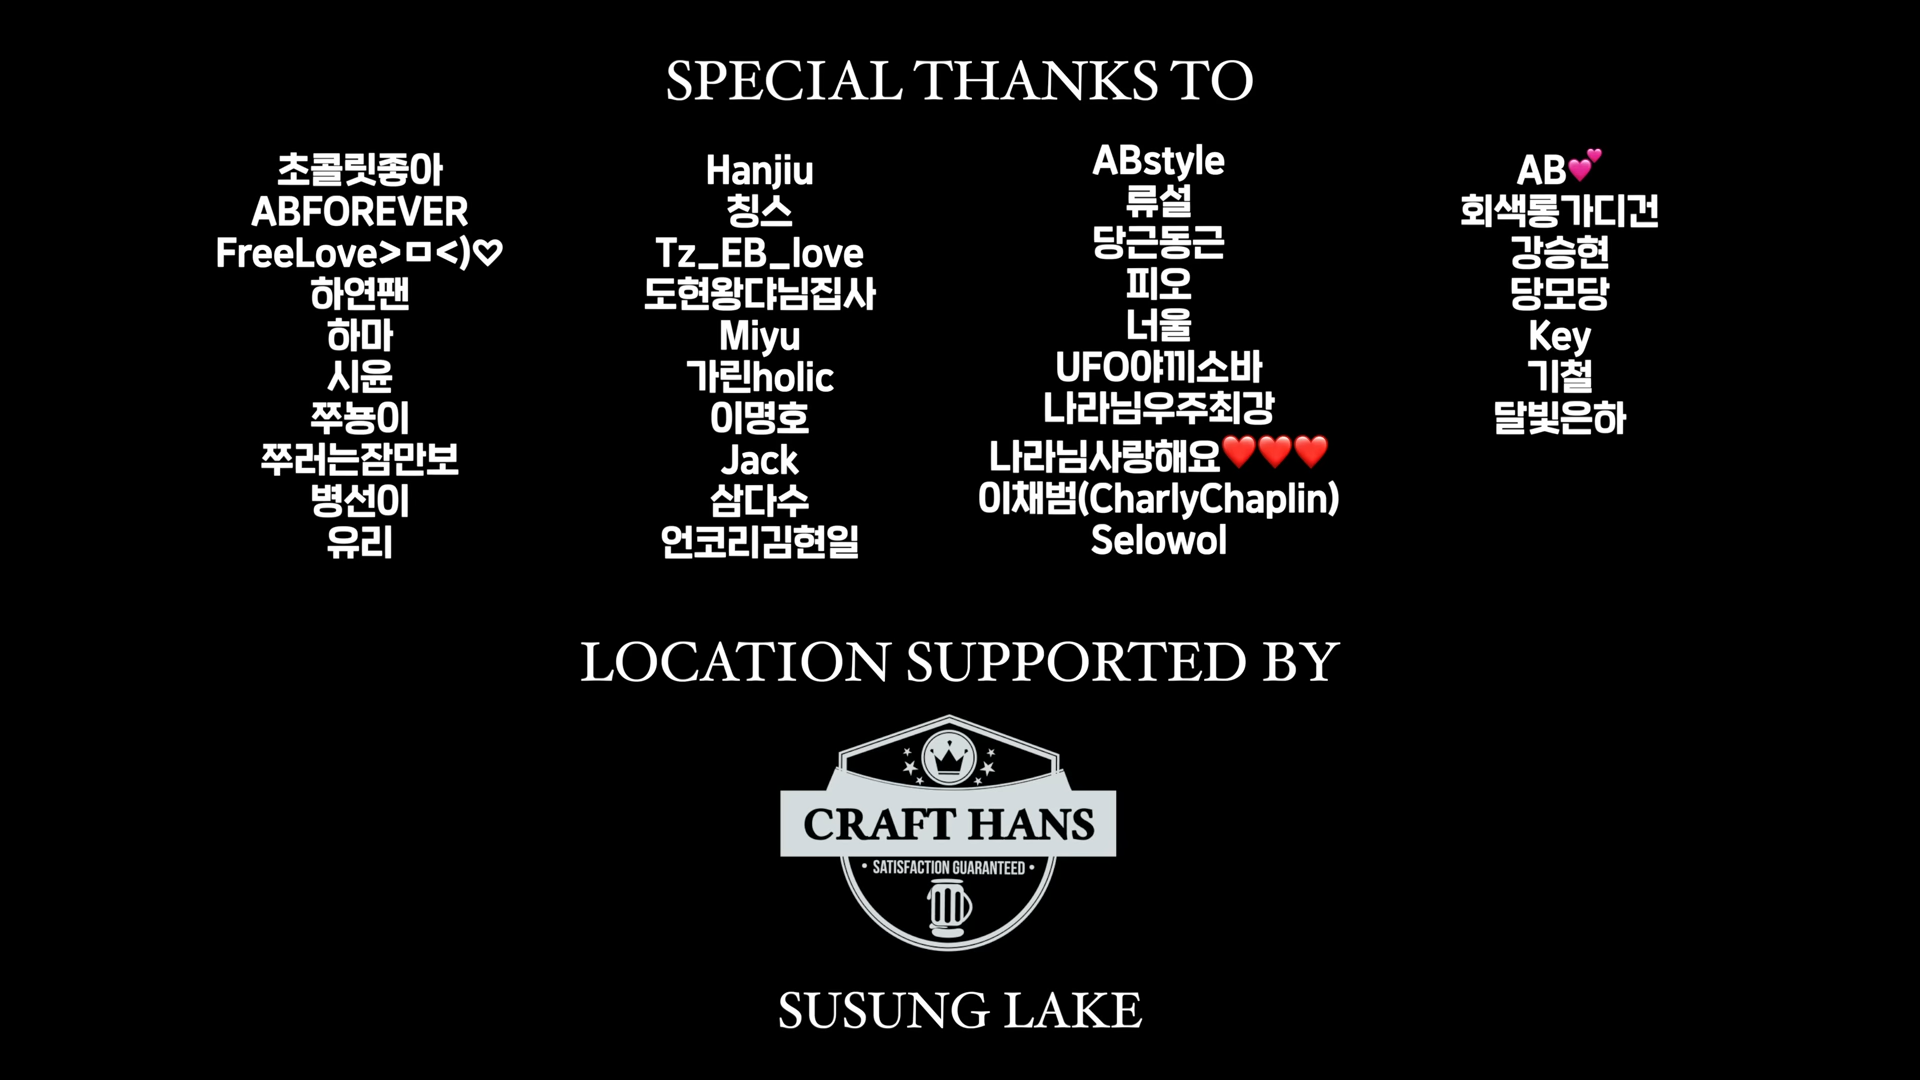 SPECIAL THANKS TO
초콜릿좋아
ABFOREVER
FreeLove>ㅁ<)♡
하연팬
하마
시윤
쭈뇽이
쭈러는잠만보
병선이
유리
Hanjiu
칭스
Tz_EB_love
도현왕댜님집사
Miyu
가린holic
이명호
Jack
삼다수
언코리김현일
ABstyle
류설
당근동근
피오
너울
UFO야끼소바
나라님우주최강
나라님사랑해요❤️❤️❤️
이채범(CharlyChaplin)
Selowol
AB💕
회색롱가디건
강승현
당모당
Key
기철
달빛은하
LOCATION SUPPORTED BY
CRAFT HANS
• SATISFACTION GUARANTEED •
SUSUNG LAKE